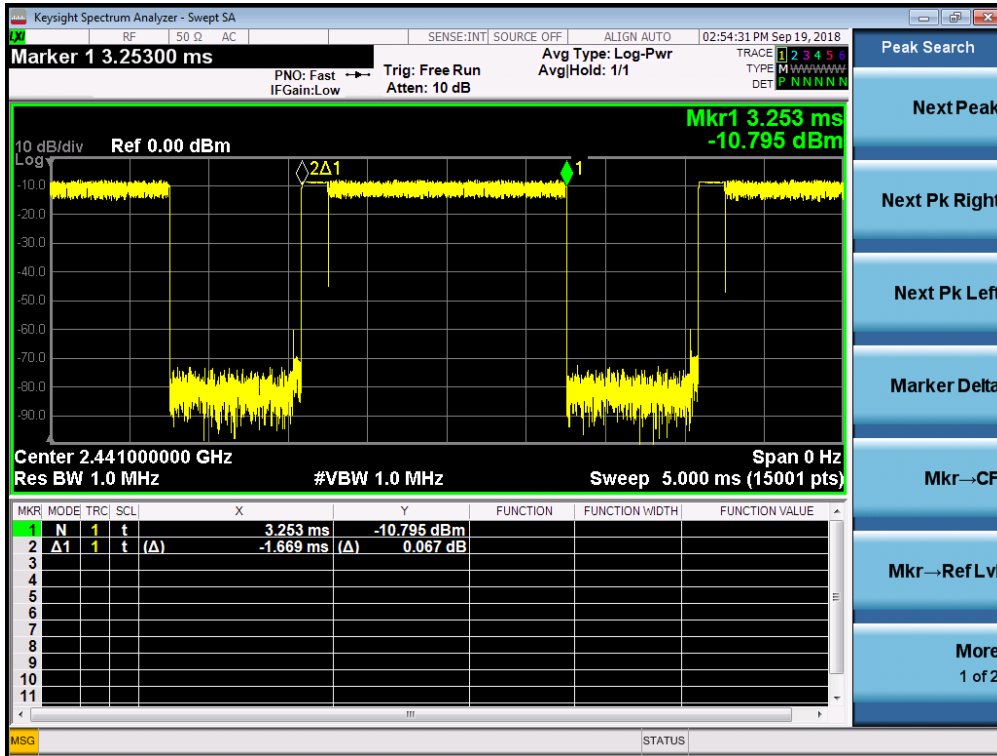 Keysight Spectrum Analyzer - Swept SA
LXI RF 50 Ω AC SENSE:INT SOURCE OFF ALIGN AUTO 02:54:31 PM Sep 19, 2018
Marker 1 3.25300 ms
PNO: Fast
IFGain:Low
Trig: Free Run
Atten: 10 dB
Avg Type: Log-Pwr
Avg|Hold: 1/1
TRACE 1 2 3 4 5 6
TYPE M WWWWW
DET P N N N N N
Mkr1 3.253 ms
-10.795 dBm
10 dB/div Ref 0.00 dBm
Log
2Δ1
1
-10.0
-20.0
-30.0
-40.0
-50.0
-60.0
-70.0
-80.0
-90.0
Center 2.441000000 GHz Span 0 Hz
Res BW 1.0 MHz #VBW 1.0 MHz Sweep 5.000 ms (15001 pts)
MKR MODE TRC SCL X Y FUNCTION FUNCTION WIDTH FUNCTION VALUE
1 N 1 t 3.253 ms -10.795 dBm
2 Δ1 1 t (Δ) -1.669 ms (Δ) 0.067 dB
3
4
5
6
7
8
9
10
11
MSG STATUS
Peak Search
Next Peak
Next Pk Right
Next Pk Left
Marker Delta
Mkr→CF
Mkr→Ref Lvl
More
1 of 2